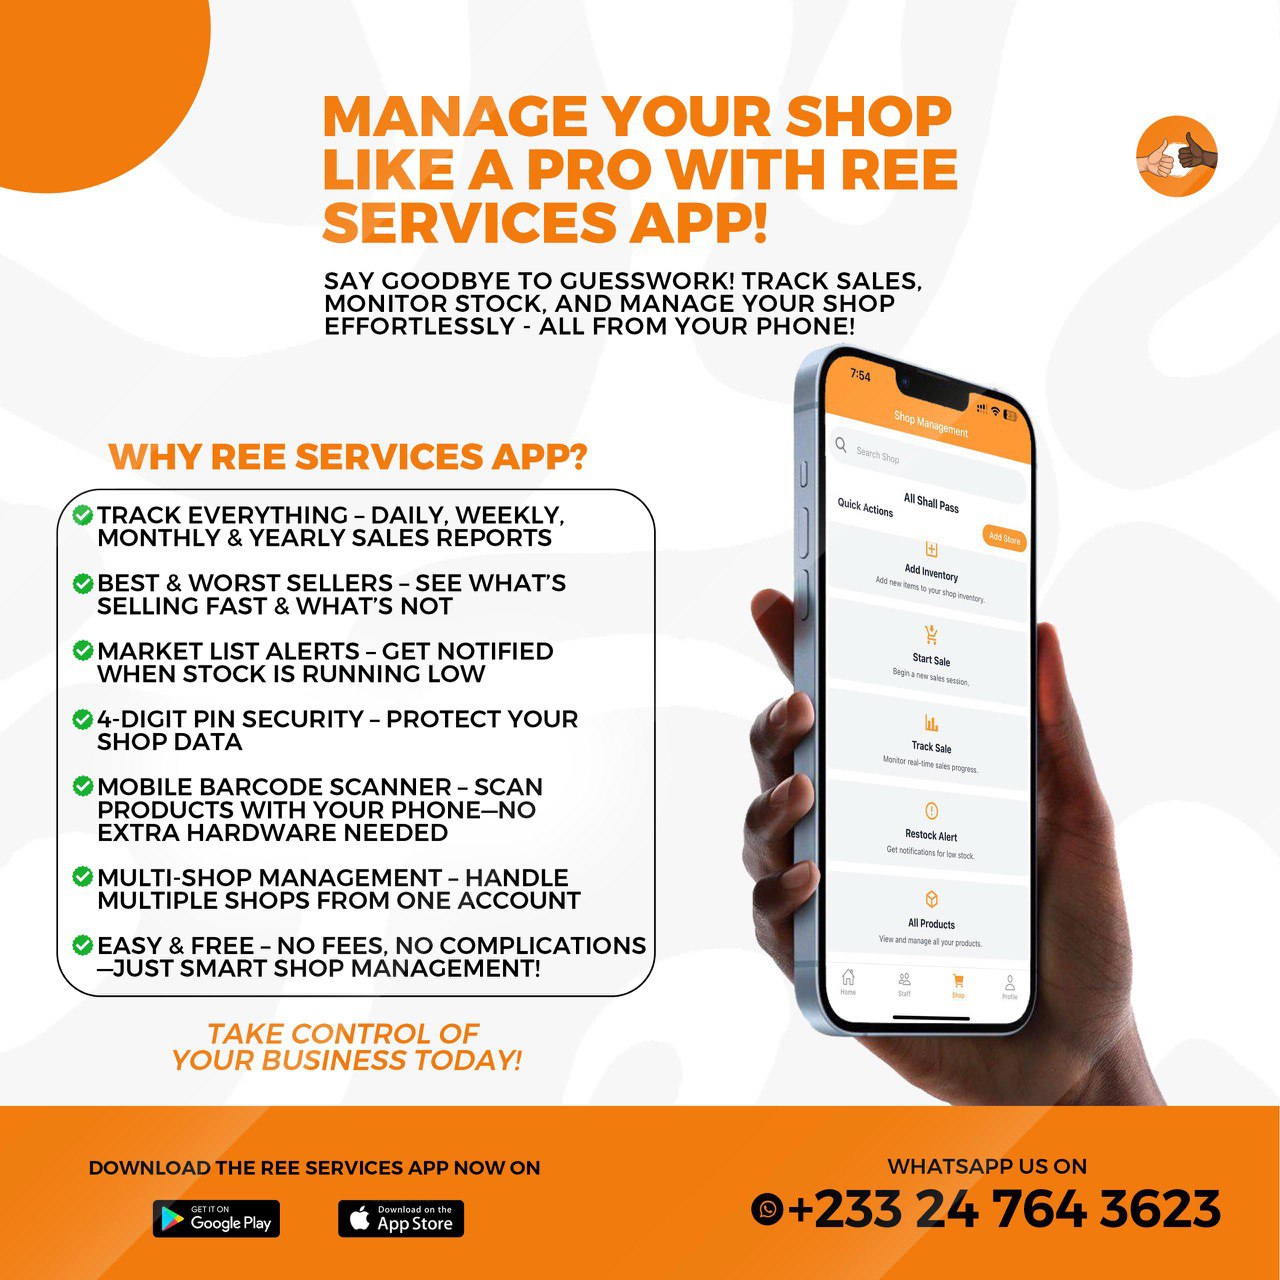 MANAGE YOUR SHOP
LIKE A PRO WITH REE
SERVICES APP!
SAY GOODBYE TO GUESSWORK! TRACK SALES,
MONITOR STOCK, AND MANAGE YOUR SHOP
EFFORTLESSLY - ALL FROM YOUR PHONE!
WHY REE SERVICES APP?
TRACK EVERYTHING – DAILY, WEEKLY,
MONTHLY & YEARLY SALES REPORTS
BEST & WORST SELLERS – SEE WHAT'S
SELLING FAST & WHAT'S NOT
MARKET LIST ALERTS – GET NOTIFIED
WHEN STOCK IS RUNNING LOW
4-DIGIT PIN SECURITY – PROTECT YOUR
SHOP DATA
MOBILE BARCODE SCANNER – SCAN
PRODUCTS WITH YOUR PHONE—NO
EXTRA HARDWARE NEEDED
MULTI-SHOP MANAGEMENT – HANDLE
MULTIPLE SHOPS FROM ONE ACCOUNT
EASY & FREE – NO FEES, NO COMPLICATIONS
—JUST SMART SHOP MANAGEMENT!
TAKE CONTROL OF
YOUR BUSINESS TODAY!
7:54
Shop Management
Search Shop
All Shall Pass
Quick Actions
Add Store
Add Inventory
Add new items to your shop inventory.
Start Sale
Begin a new sales session.
Track Sale
Monitor real-time sales progress.
Restock Alert
Get notifications for low stock.
All Products
View and manage all your products.
Home
Staff
Shop
Profile
DOWNLOAD THE REE SERVICES APP NOW ON
GET IT ON
Google Play
Download on the
App Store
WHATSAPP US ON
+233 24 764 3623